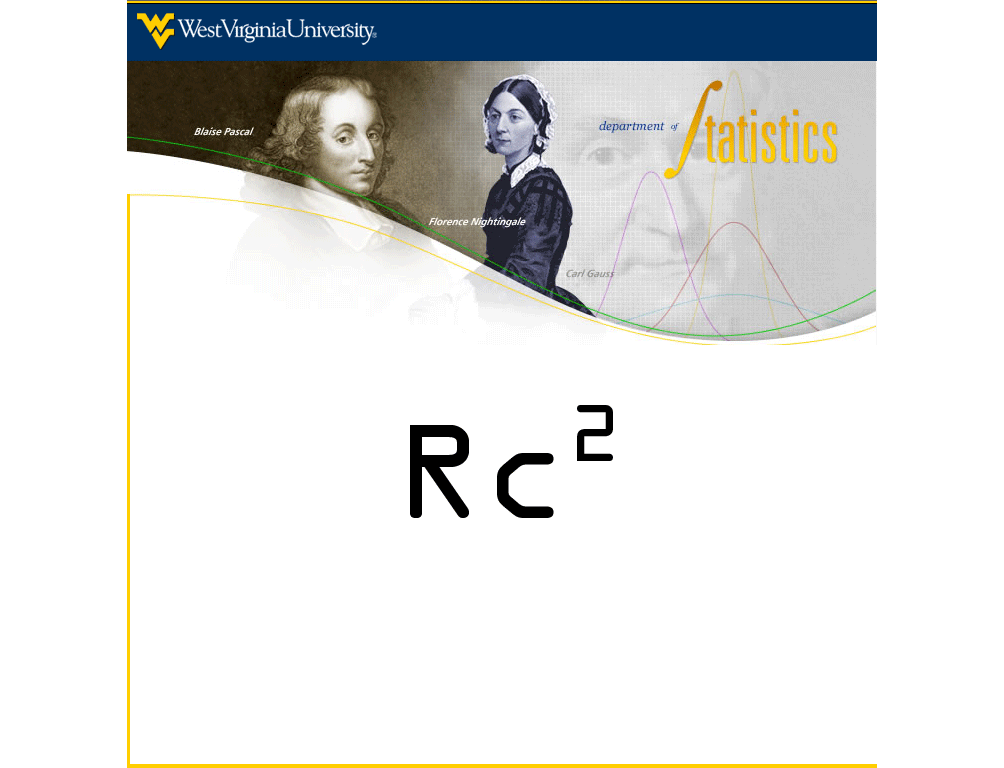 WestVirginiaUniversity®
Blaise Pascal
department of Statistics
Florence Nightingale
Carl Gauss
Rc²